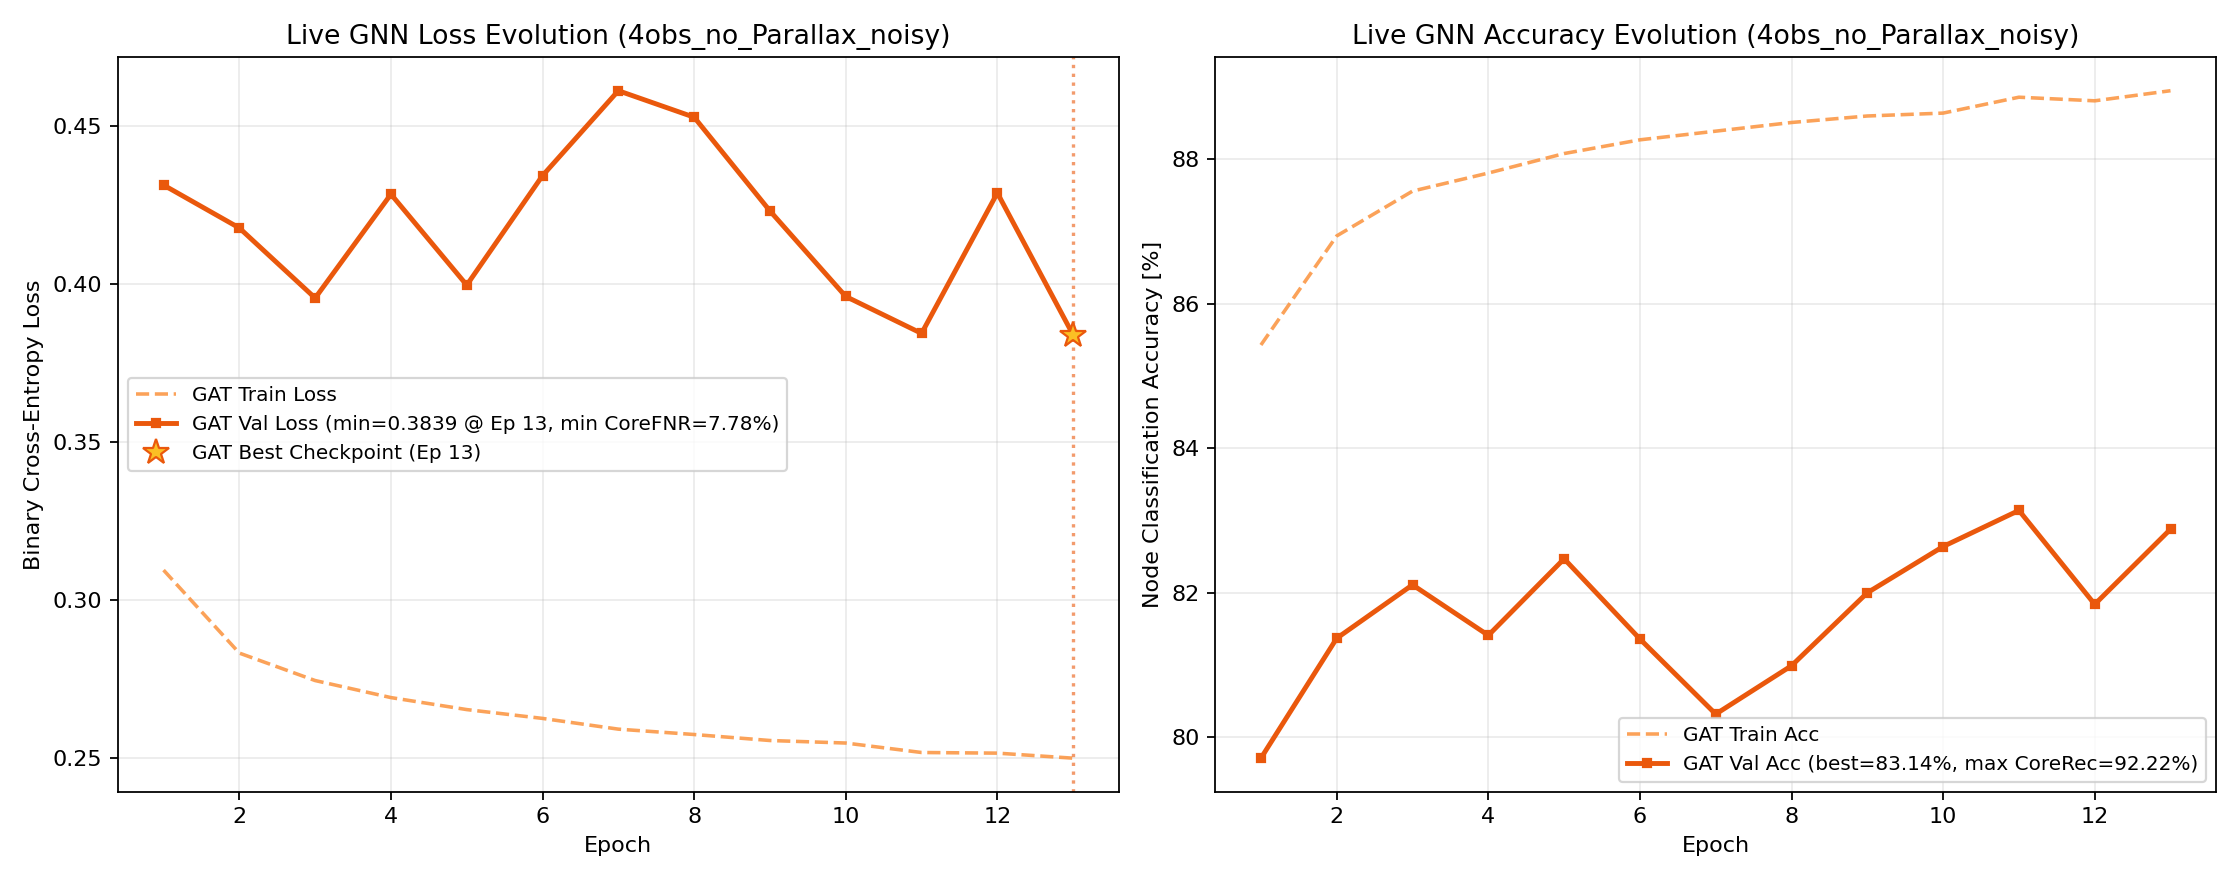 Live GNN Loss Evolution (4obs_no_Parallax_noisy)
Binary Cross-Entropy Loss
0.45
0.40
0.35
0.30
0.25
GAT Train Loss
GAT Val Loss (min=0.3839 @ Ep 13, min CoreFNR=7.78%)
GAT Best Checkpoint (Ep 13)
2 4 6 8 10 12
Epoch
Live GNN Accuracy Evolution (4obs_no_Parallax_noisy)
Node Classification Accuracy [%]
88
86
84
82
80
GAT Train Acc
GAT Val Acc (best=83.14%, max CoreRec=92.22%)
2 4 6 8 10 12
Epoch